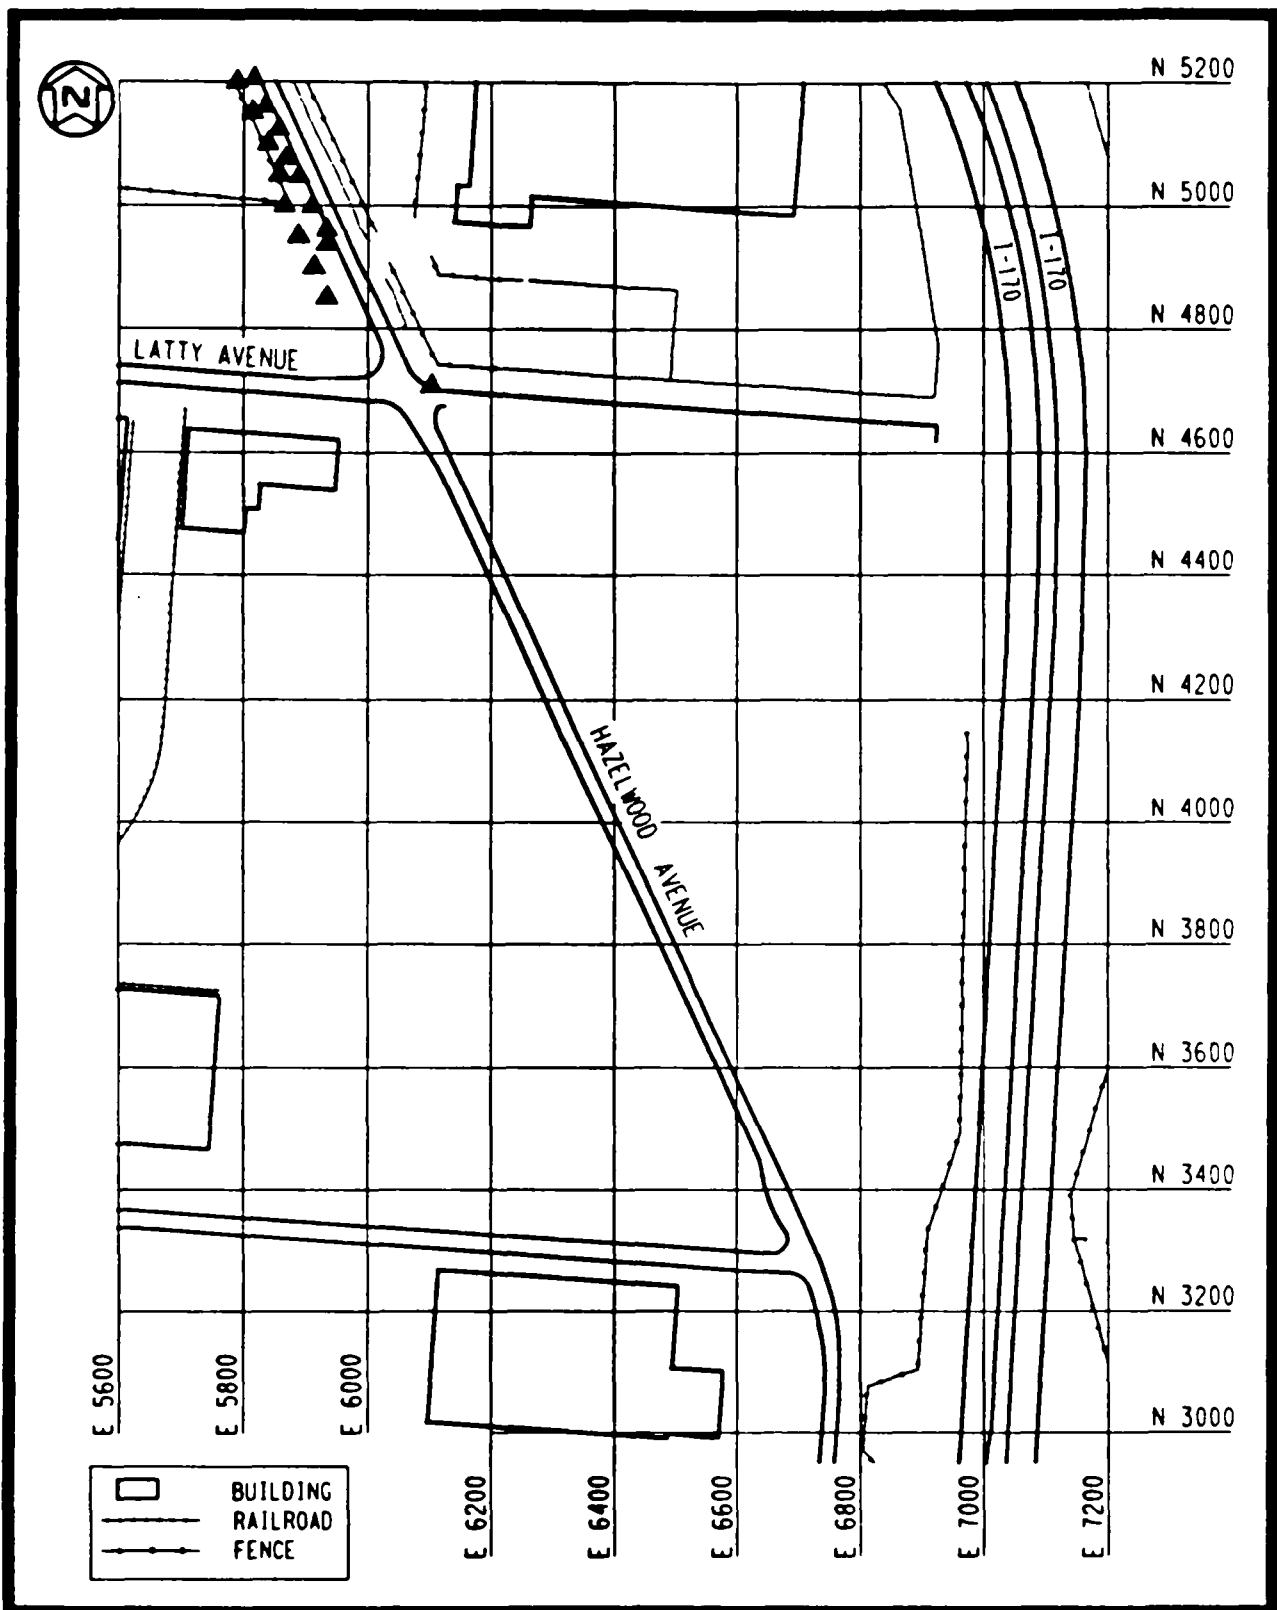 N
N 5200
N 5000
I-170
I-170
N 4800
LATTY AVENUE
N 4600
N 4400
N 4200
HAZELWOOD AVENUE
N 4000
N 3800
N 3600
N 3400
N 3200
E 5600
E 5800
E 6000
N 3000
E 6200
E 6400
E 6600
E 6800
E 7000
E 7200
BUILDING
RAILROAD
FENCE